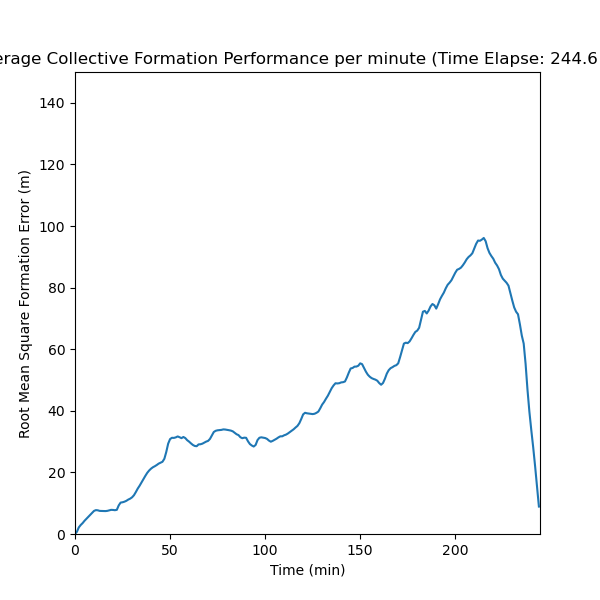 erage Collective Formation Performance per minute (Time Elapse: 244.6
140
120
100
80
60
40
20
0
Root Mean Square Formation Error (m)
0 50 100 150 200
Time (min)